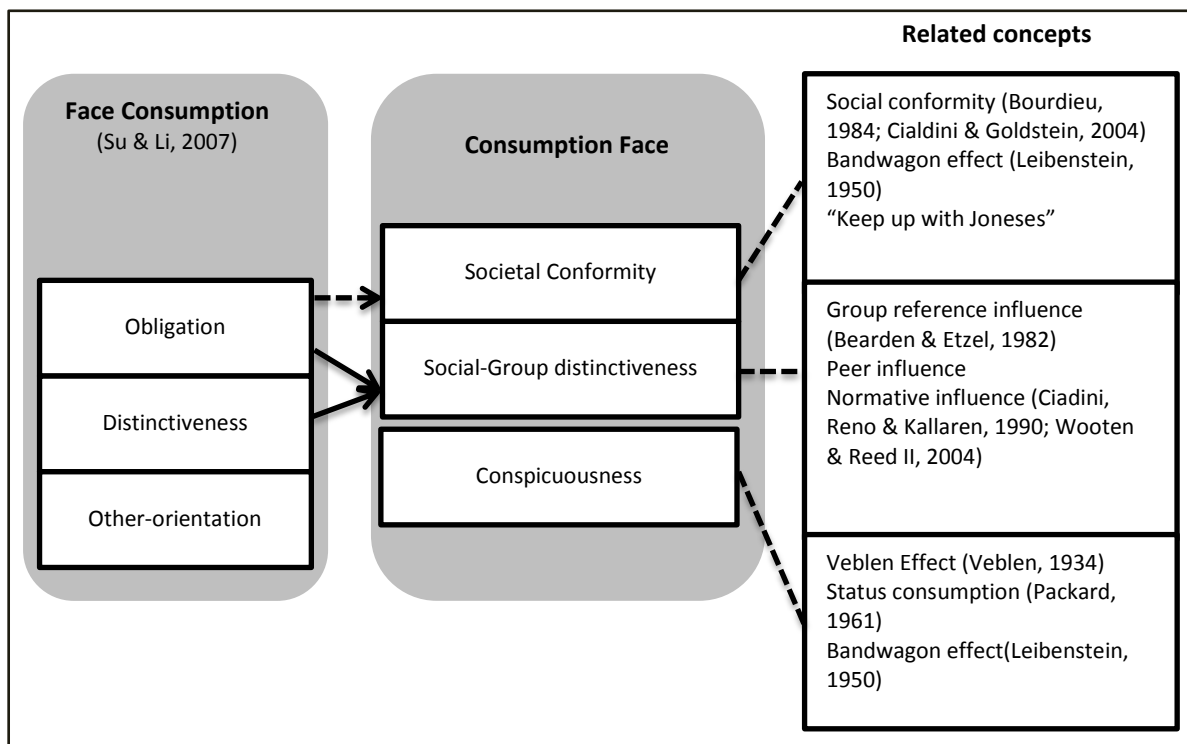 Related concepts
Face Consumption
(Su & Li, 2007)
Obligation
Distinctiveness
Other-orientation
Consumption Face
Societal Conformity
Social-Group distinctiveness
Conspicuousness
Social conformity (Bourdieu,
1984; Cialdini & Goldstein, 2004)
Bandwagon effect (Leibenstein,
1950)
“Keep up with Joneses”
Group reference influence
(Bearden & Etzel, 1982)
Peer influence
Normative influence (Ciadini,
Reno & Kallaren, 1990; Wooten
& Reed II, 2004)
Veblen Effect (Veblen, 1934)
Status consumption (Packard,
1961)
Bandwagon effect(Leibenstein,
1950)